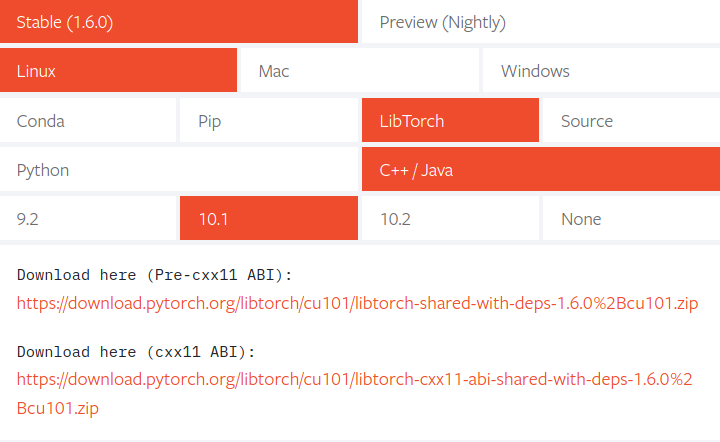 Stable (1.6.0) Preview (Nightly)
Linux Mac Windows
Conda Pip LibTorch Source
Python C++ / Java
9.2 10.1 10.2 None
Download here (Pre-cxx11 ABI):
https://download.pytorch.org/libtorch/cu101/libtorch-shared-with-deps-1.6.0%2Bcu101.zip
Download here (cxx11 ABI):
https://download.pytorch.org/libtorch/cu101/libtorch-cxx11-abi-shared-with-deps-1.6.0%2
Bcu101.zip